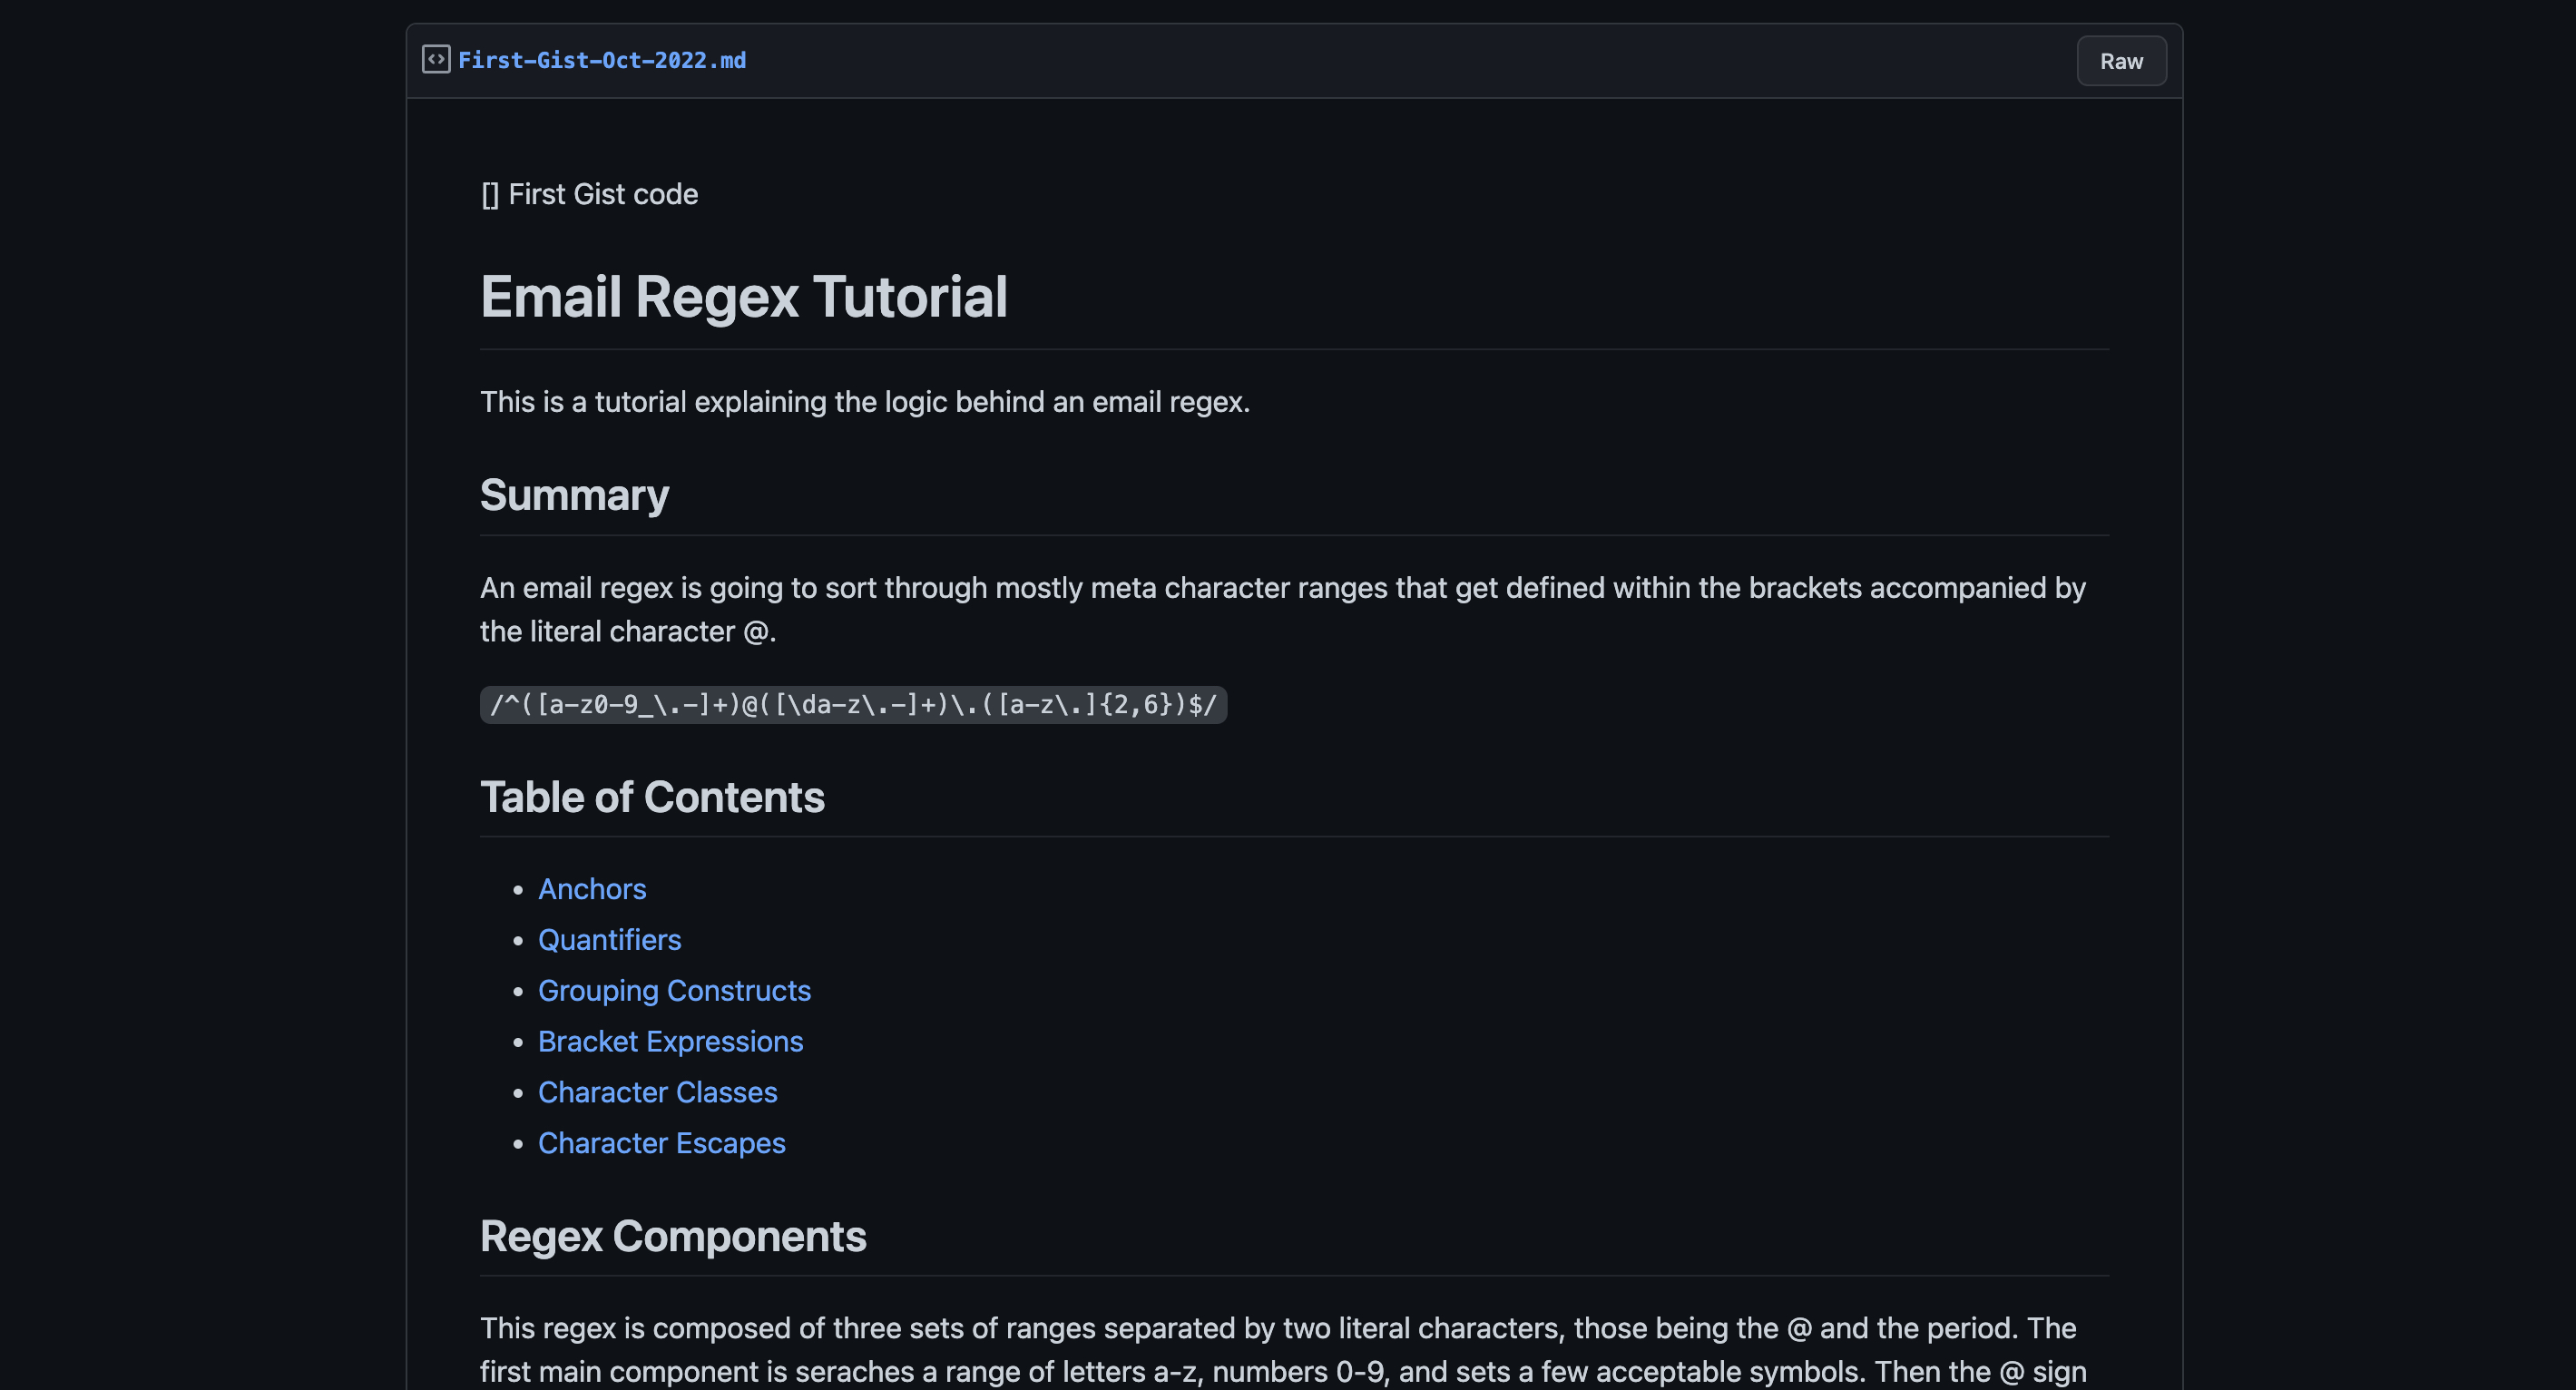 First-Gist-Oct-2022.md
Raw
[] First Gist code
Email Regex Tutorial
This is a tutorial explaining the logic behind an email regex.
Summary
An email regex is going to sort through mostly meta character ranges that get defined within the brackets accompanied by
the literal character @.
/^([a-z0-9_\.-]+)@([\da-z\.-]+)\.([a-z\.]{2,6})$/
Table of Contents
• Anchors
• Quantifiers
• Grouping Constructs
• Bracket Expressions
• Character Classes
• Character Escapes
Regex Components
This regex is composed of three sets of ranges separated by two literal characters, those being the @ and the period. The
first main component is seraches a range of letters a-z, numbers 0-9, and sets a few acceptable symbols. Then the @ sign